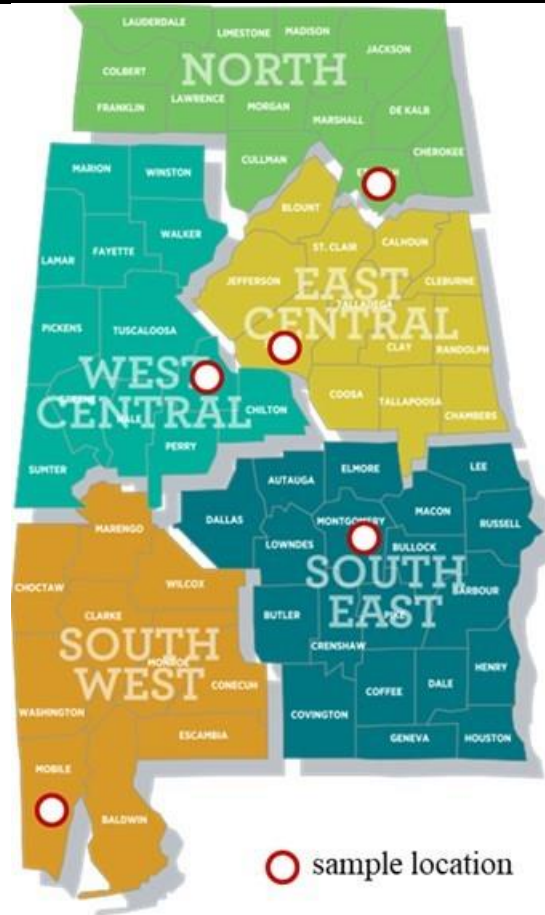 LAUDERDALE
LIMESTONE
MADISON
JACKSON
COLBERT
NORTH
FRANKLIN
LAWRENCE
MORGAN
MARSHALL
DE KALB
CULLMAN
CHEROKEE
MARION
WINSTON
BLOUNT
WALKER
ST. CLAIR
CALHOUN
LAMAR
FAYETTE
JEFFERSON
EAST
CLEBURNE
CENTRAL
PICKENS
TUSCALOOSA
CLAY
RANDOLPH
WEST
CENTRAL
CHILTON
COOSA
TALLAPOOSA
CHAMBERS
PERRY
SUMTER
AUTAUGA
ELMORE
LEE
DALLAS
MONTGOMERY
MACON
RUSSELL
MARENGO
LOWNDES
BULLOCK
CHOCTAW
WILCOX
SOUTH
EAST
BARBOUR
CLARKE
BUTLER
PIKE
CRENSHAW
SOUTH
WEST
MONROE
CONECUH
HENRY
COFFEE
DALE
WASHINGTON
COVINGTON
ESCAMBIA
GENEVA
HOUSTON
MOBILE
BALDWIN
sample location